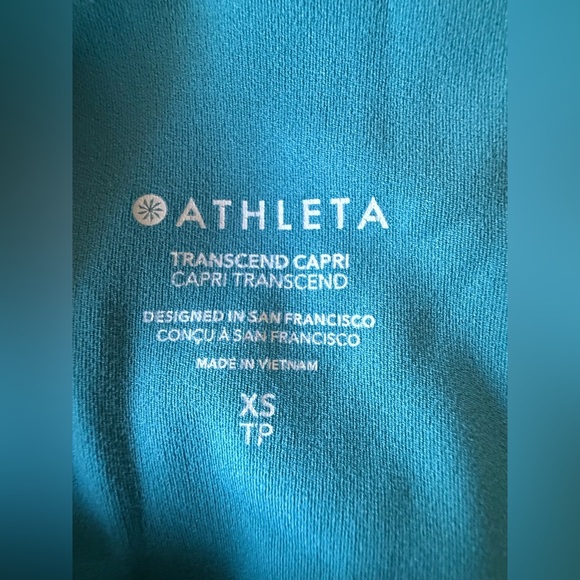 ATHLETA
TRANSCEND CAPRI
CAPRI TRANSCEND
DESIGNED IN SAN FRANCISCO
CONÇU À SAN FRANCISCO
MADE IN VIETNAM
XS
TP